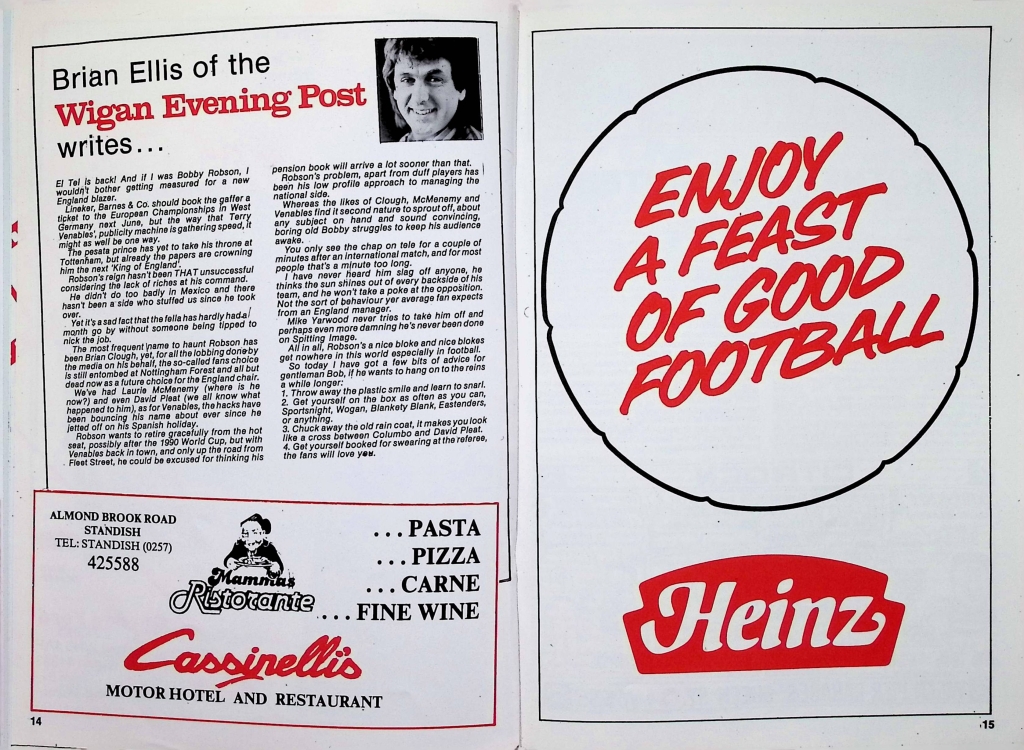 Brian Ellis of the
Wigan Evening Post
writes...
El Tel is back! And if I was Bobby Robson, I
wouldn't bother getting measured for a new
England blazer.
Lineker, Barnes & Co. should book the gaffer a
ticket to the European Championships in West
Germany next June, but the way that Terry
Venables', publicity machine is gathering speed, it
might as well be one way.
The peseta prince has yet to take his throne at
Tottenham, but already the papers are crowning
him the next 'King of England'.
Robson's reign hasn't been THAT unsuccessful
considering the lack of riches at his command.
He didn't do too badly in Mexico and there
hasn't been a side who stuffed us since he took
over.
Yet it's a sad fact that the fella has hardly had a
month go by without someone being tipped to
nick the job.
The most frequent name to haunt Robson has
been Brian Clough, yet, for all the lobbing done by
the media on his behalf, the so-called fans choice
is still entombed at Nottingham Forest and all but
dead now as a future choice for the England chair.
We've had Laurie McMenemy (where is he
now?) and even David Pleat (we all know what
happened to him), as for Venables, the hacks have
been bouncing his name about ever since he
jetted off on his Spanish holiday.
Robson wants to retire gracefully from the hot
seat, possibly after the 1990 World Cup, but with
Venables back in town, and only up the road from
Fleet Street, he could be excused for thinking his
pension book will arrive a lot sooner than that.
Robson's problem, apart from duff players has
been his low profile approach to managing the
national side.
Whereas the likes of Clough, McMenemy and
Venables find it second nature to sprout off, about
any subject on hand and sound convincing,
boring old Bobby struggles to keep his audience
awake.
You only see the chap on tele for a couple of
minutes after an international match, and for most
people that's a minute too long.
I have never heard him slag off anyone, he
thinks the sun shines out of every backside of his
team, and he won't take a poke at the opposition.
Not the sort of behaviour yer average fan expects
from an England manager.
Mike Yarwood never tries to take him off and
perhaps even more damning he's never been done
on Spitting Image.
All in all, Robson's a nice bloke and nice blokes
get nowhere in this world especially in football.
So today I have got a few bits of advice for
gentleman Bob, if he wants to hang on to the reins
a while longer:
1. Throw away the plastic smile and learn to snarl.
2. Get yourself on the box as often as you can,
Sportsnight, Wogan, Blankety Blank, Eastenders,
or anything.
3. Chuck away the old rain coat, it makes you look
like a cross between Columbo and David Pleat.
4. Get yourself booked for swearing at the referee,
the fans will love you.
ALMOND BROOK ROAD
STANDISH
TEL: STANDISH (0257)
425588
Mammas
Ristorante
...PASTA
...PIZZA
...CARNE
...FINE WINE
Cassinelli's
MOTOR HOTEL AND RESTAURANT
14
ENJOY
A FEAST
OF GOOD
FOOTBALL
Heinz
15